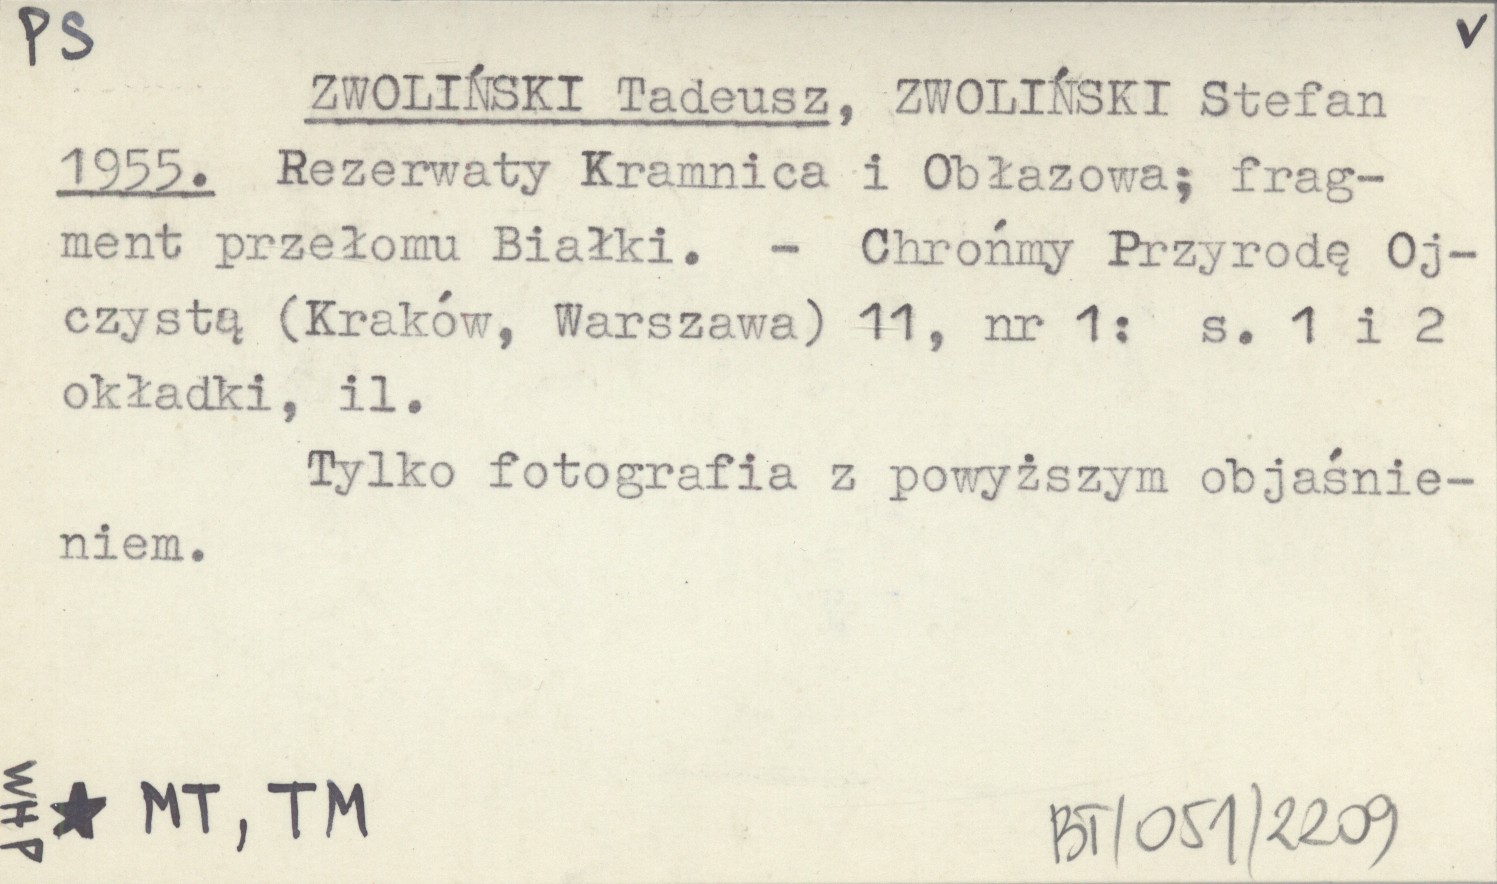 PS v
ZWOLIŃSKI Tadeusz, ZWOLIŃSKI Stefan
1955. Rezerwaty Kramnica i Obłazowa; frag-
ment przełomu Białki. - Chrońmy Przyrodę Oj-
czystą (Kraków, Warszawa) 11, nr 1: s. 1 i 2
okładki, il.
Tylko fotografia z powyższym objaśnie-
niem.
WHP ★ MT, TM BT/051/2209